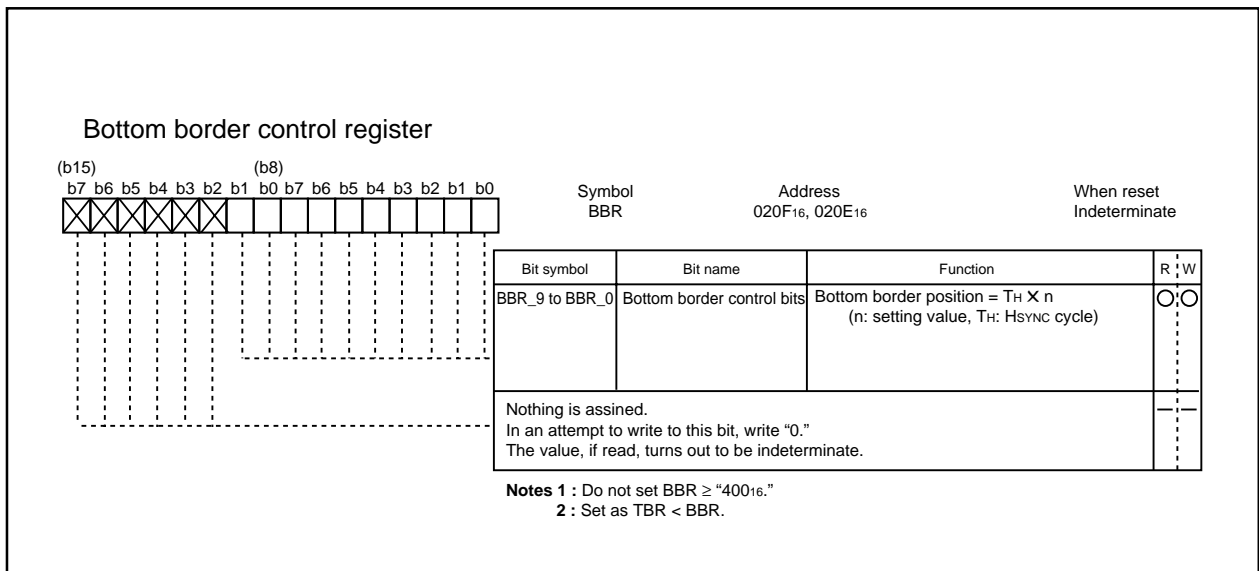 Bottom border control register
(b15) (b8)
b7 b6 b5 b4 b3 b2 b1 b0 b7 b6 b5 b4 b3 b2 b1 b0
Symbol Address When reset
BBR 020F16, 020E16 Indeterminate
Bit symbol Bit name Function R W
BBR_9 to BBR_0 Bottom border control bits Bottom border position = TH X n
(n: setting value, TH: HSYNC cycle)
Nothing is assined.
In an attempt to write to this bit, write “0.”
The value, if read, turns out to be indeterminate.
Notes 1 : Do not set BBR ≥ “40016.”
2 : Set as TBR < BBR.